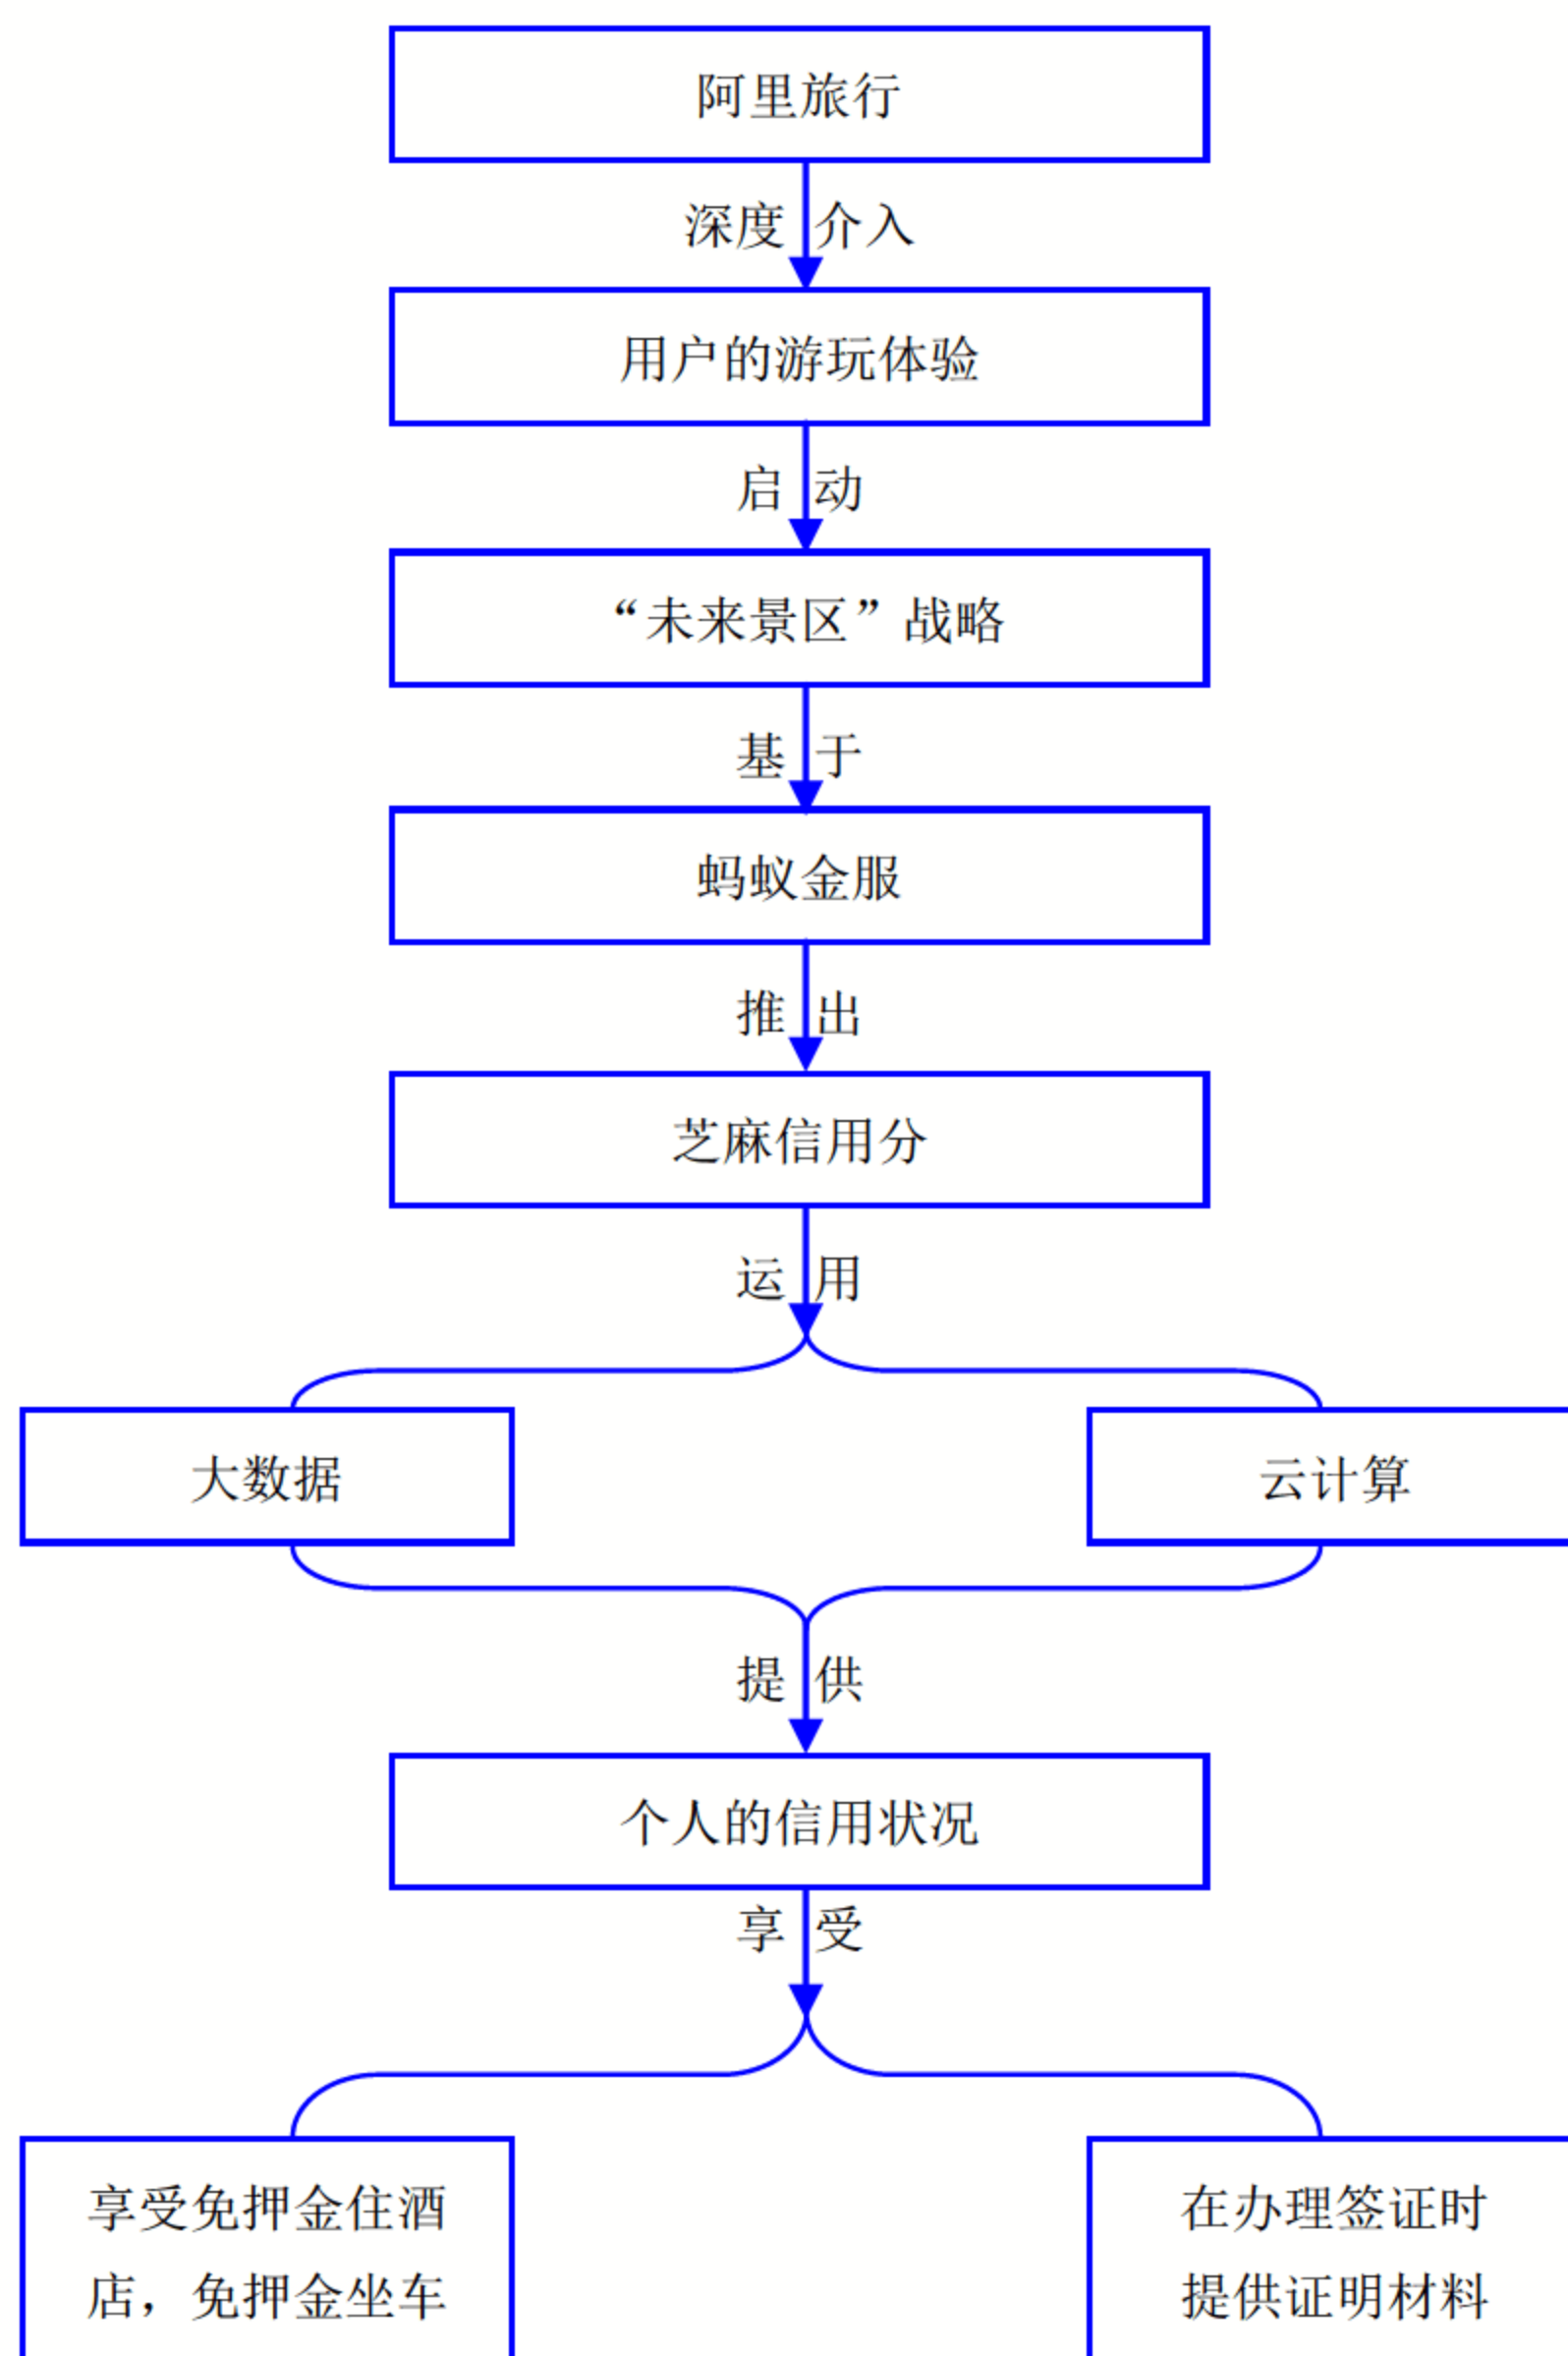 阿里旅行
深度介入
用户的游玩体验
启动
“未来景区”战略
基于
蚂蚁金服
推出
芝麻信用分
运用
大数据
云计算
提供
个人的信用状况
享受
享受免押金住酒
店，免押金坐车
在办理签证时
提供证明材料